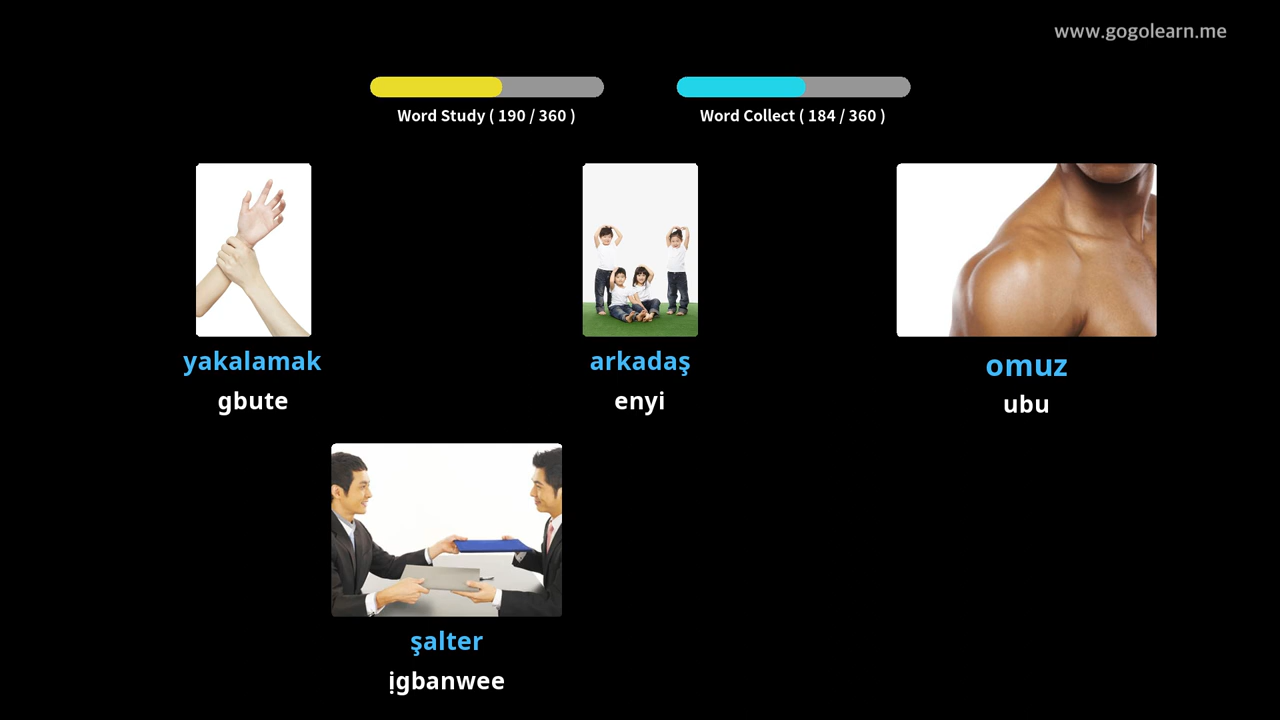 www.gogolearn.me
Word Study ( 190 / 360 )
Word Collect ( 184 / 360 )
yakalamak
gbute
arkadaş
enyi
omuz
ubu
şalter
ịgbanwee